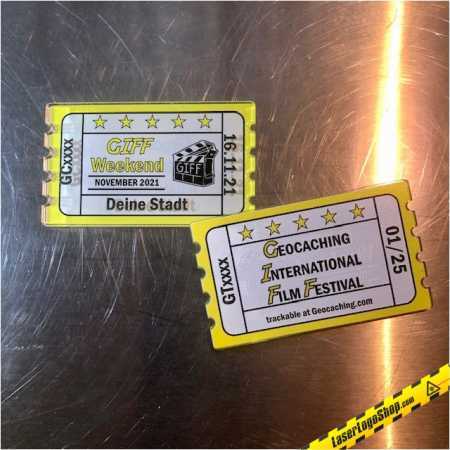 GIFF
Weekend
NOVEMBER 2021
Deine Stadt
GCxxxx
16.11.21
GIFF
GEOCACHING
INTERNATIONAL
FILM FESTIVAL
trackable at Geocaching.com
GTxxxx
01/25
LaserLogoShop.com